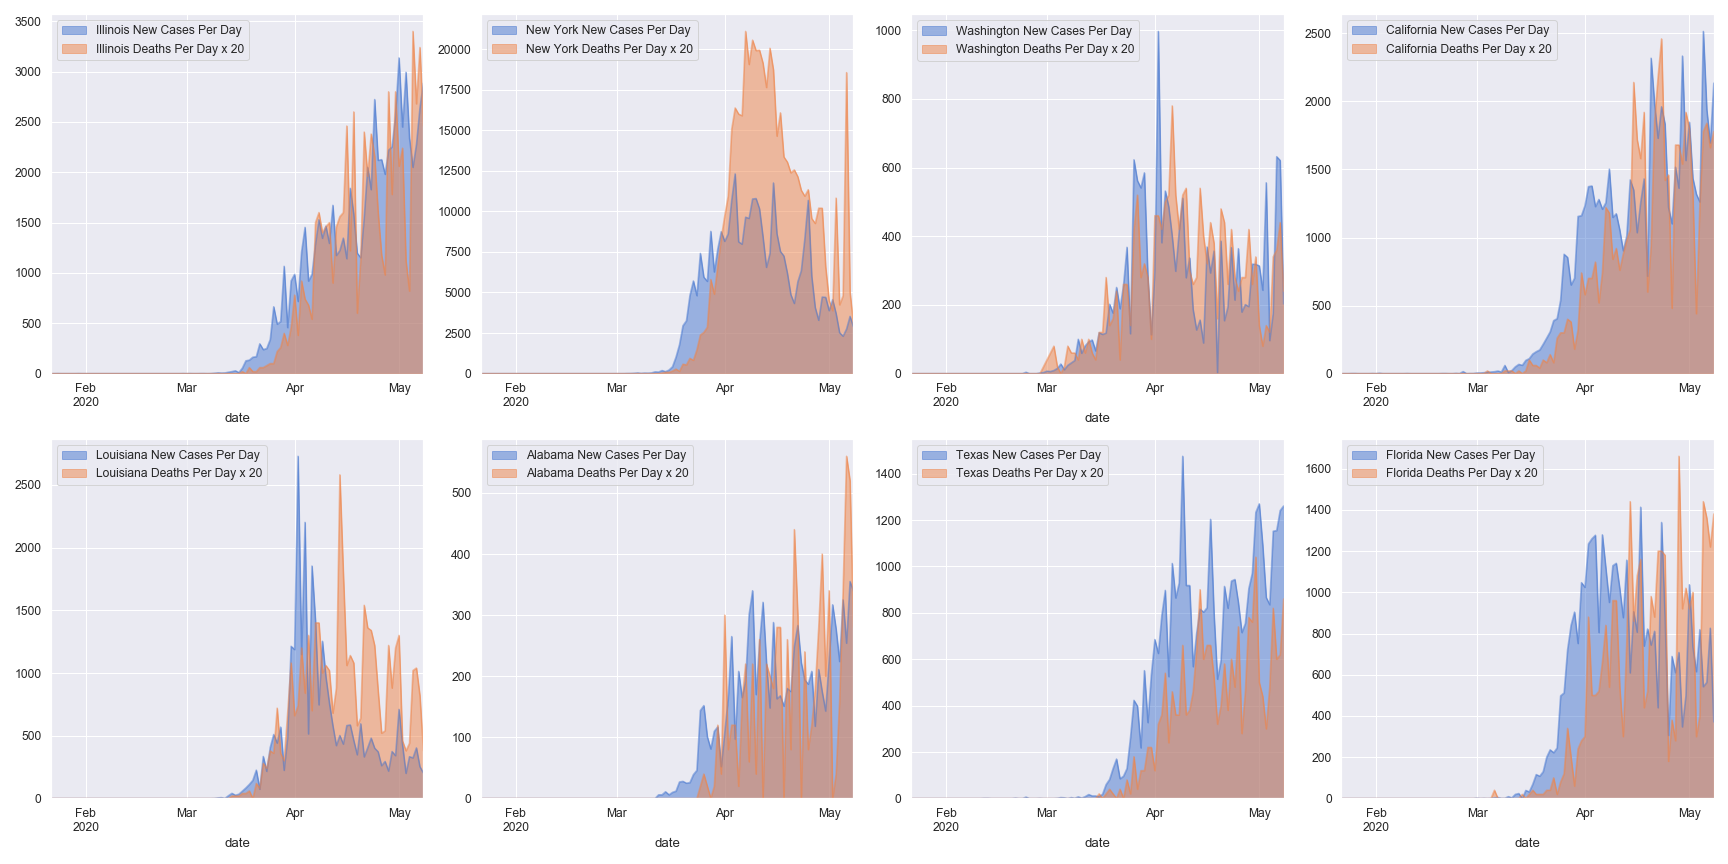 Illinois New Cases Per Day
Illinois Deaths Per Day x 20
3500
3000
2500
2000
1500
1000
500
0
Feb
2020
Mar
Apr
May
date
New York New Cases Per Day
New York Deaths Per Day x 20
20000
17500
15000
12500
10000
7500
5000
2500
0
Feb
2020
Mar
Apr
May
date
Washington New Cases Per Day
Washington Deaths Per Day x 20
1000
800
600
400
200
0
Feb
2020
Mar
Apr
May
date
California New Cases Per Day
California Deaths Per Day x 20
2500
2000
1500
1000
500
0
Feb
2020
Mar
Apr
May
date
Louisiana New Cases Per Day
Louisiana Deaths Per Day x 20
2500
2000
1500
1000
500
0
Feb
2020
Mar
Apr
May
date
Alabama New Cases Per Day
Alabama Deaths Per Day x 20
500
400
300
200
100
0
Feb
2020
Mar
Apr
May
date
Texas New Cases Per Day
Texas Deaths Per Day x 20
1400
1200
1000
800
600
400
200
0
Feb
2020
Mar
Apr
May
date
Florida New Cases Per Day
Florida Deaths Per Day x 20
1600
1400
1200
1000
800
600
400
200
0
Feb
2020
Mar
Apr
May
date